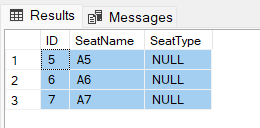 Results Messages
ID SeatName SeatType
1 5 A5 NULL
2 6 A6 NULL
3 7 A7 NULL